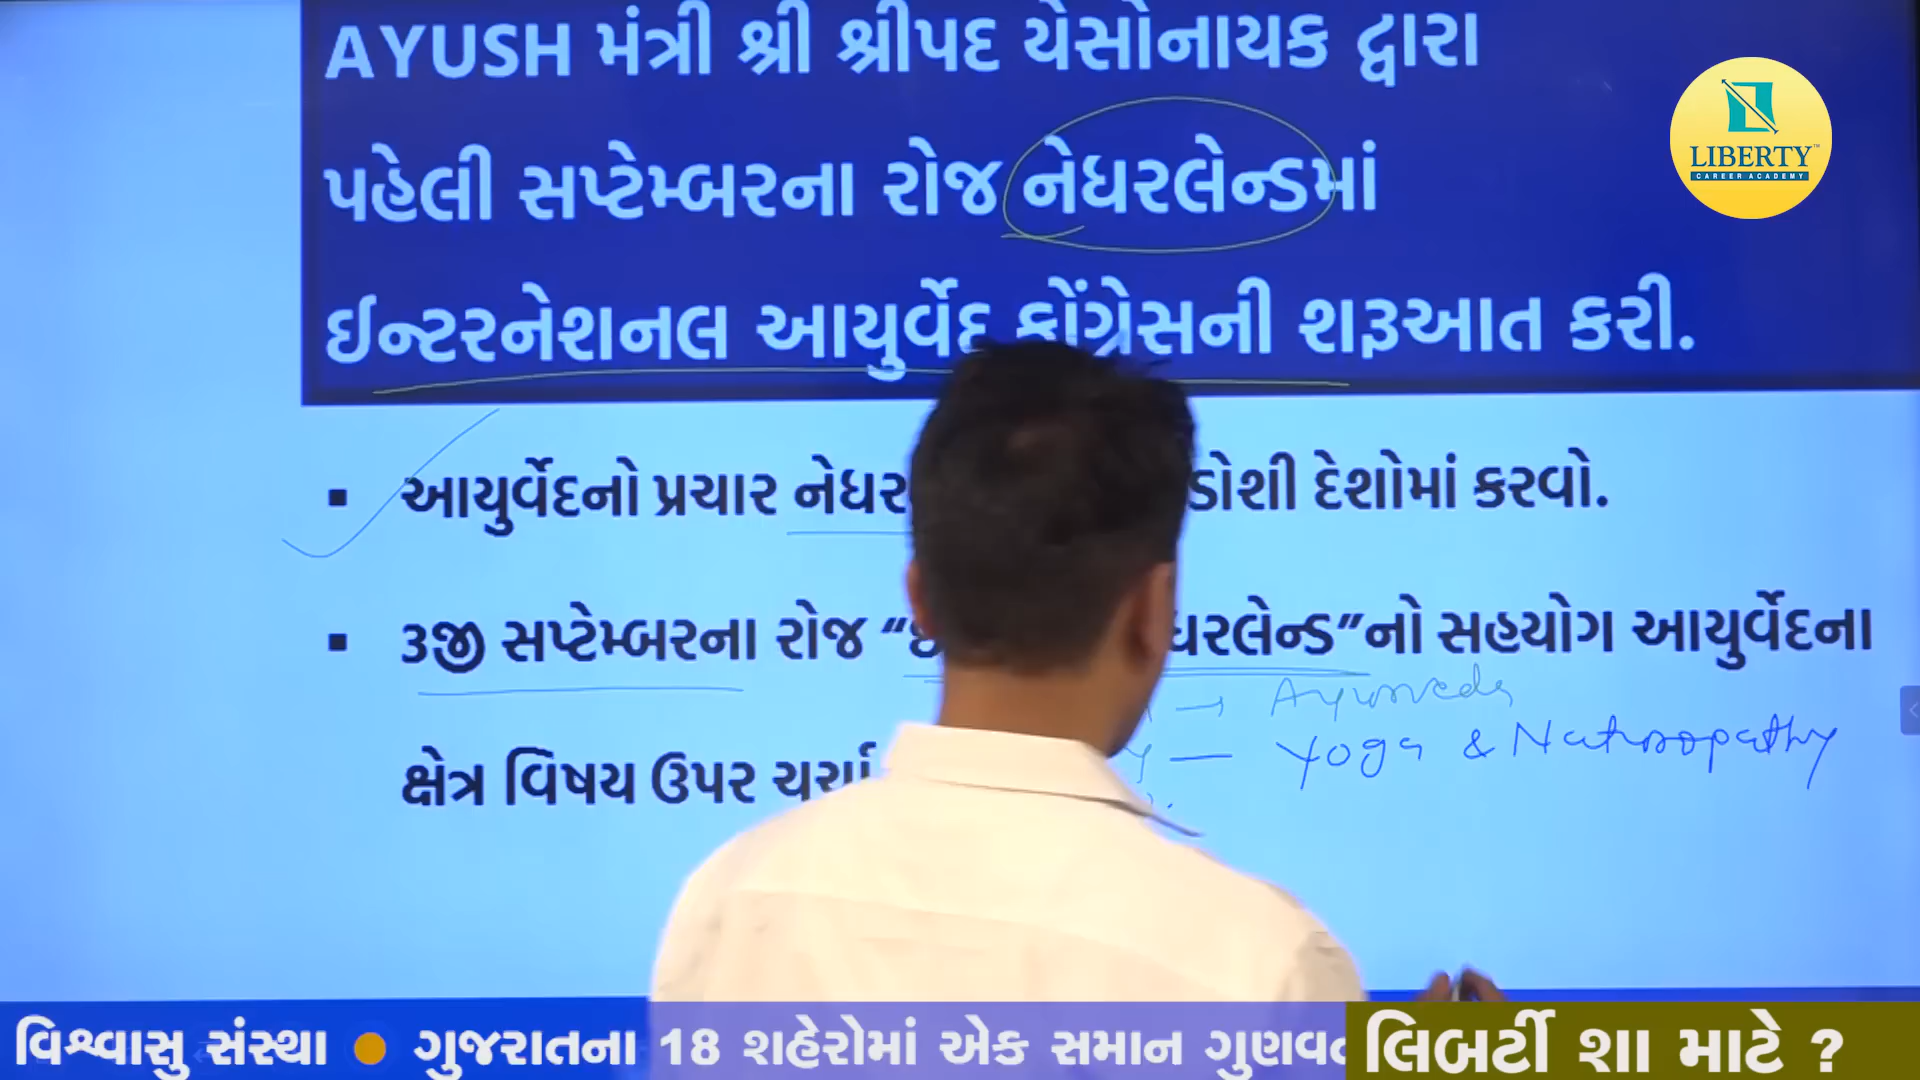 AYUSH મંત્રી શ્રી શ્રીપદ યેસોનાયક દ્વારા
પહેલી સપ્ટેમ્બરના રોજ નેધરલેન્ડમાં
ઈન્ટરનેશનલ આયુર્વેદ કોંગ્રેસની શરૂઆત કરી.
LIBERTY
CAREER ACADEMY
▪ આયુર્વેદનો પ્રચાર નેધર ડોશી દેશોમાં કરવો.
▪ ૩જી સપ્ટેમ્બરના રોજ ધરલેન્ડ”નો સહયોગ આયુર્વેદના
→ Ayurveda
Y — Yoga & Naturopathy
ક્ષેત્ર વિષય ઉપર ચર્ચા
વિશ્વાસુ સંસ્થા ● ગુજરાતના 18 શહેરોમાં એક સમાન ગુણવ
લિબર્ટી શા માટે ?